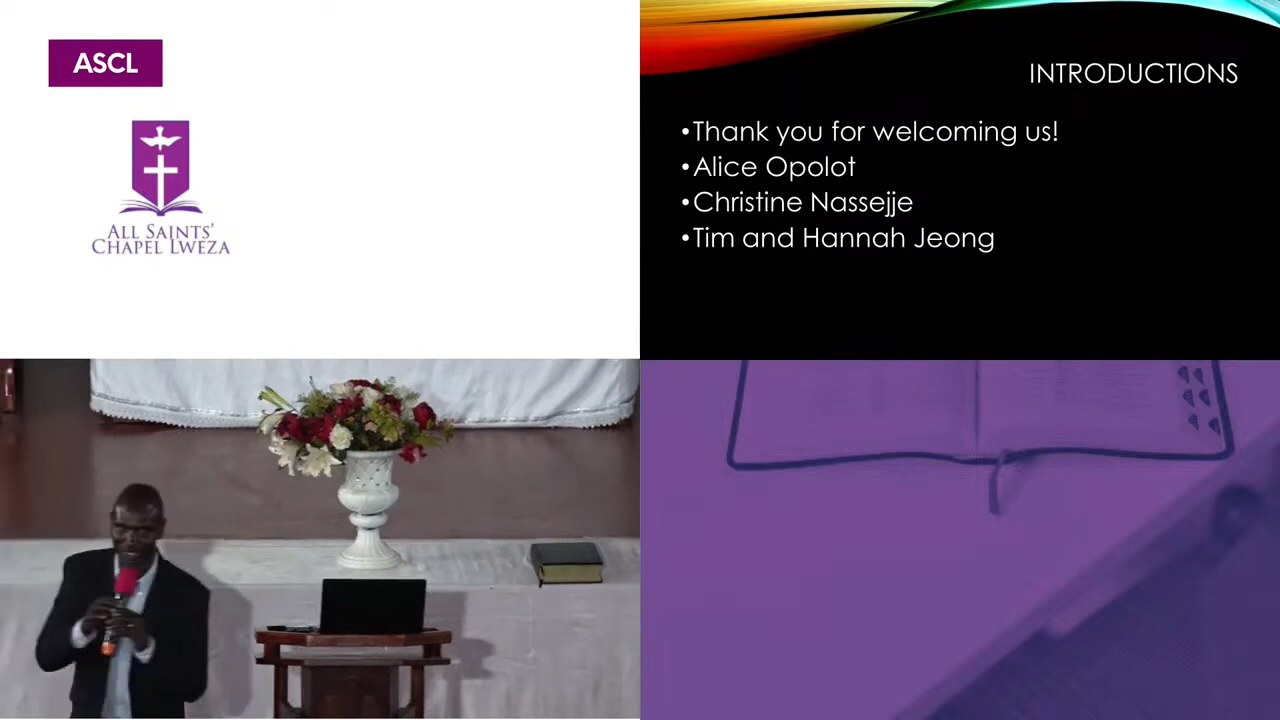 ASCL
ALL SAINTS'
CHAPEL LWEZA
INTRODUCTIONS
•Thank you for welcoming us!
•Alice Opolot
•Christine Nassejje
•Tim and Hannah Jeong